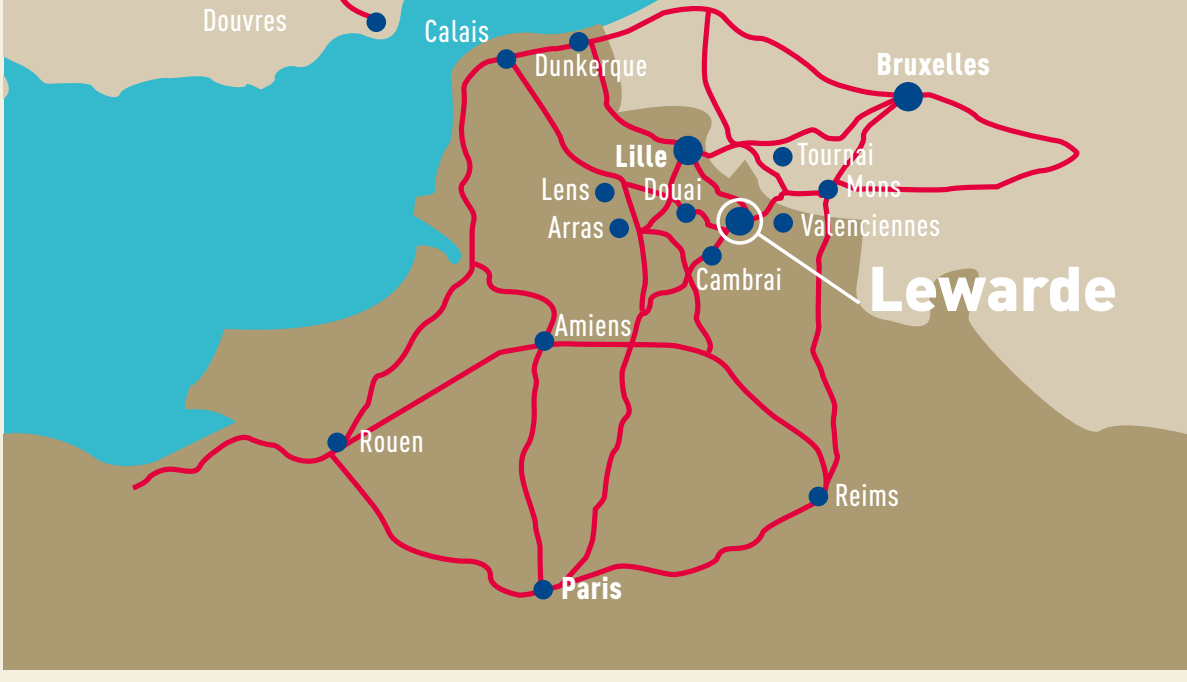 Douvres
Calais
Dunkerque
Bruxelles
Lille
Tournai
Lens
Douai
Mons
Arras
Valenciennes
Cambrai
Lewarde
Amiens
Rouen
Reims
Paris